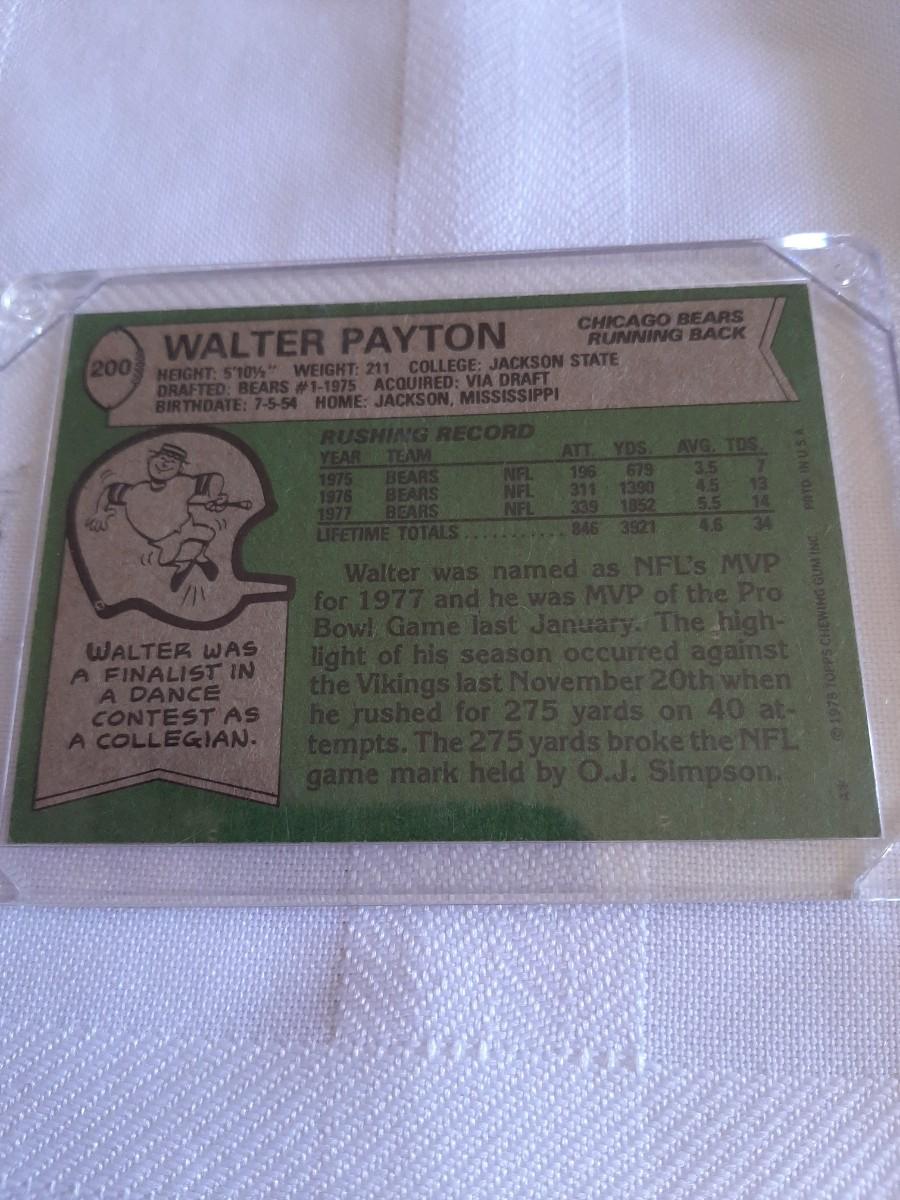 200
WALTER PAYTON
CHICAGO BEARS
RUNNING BACK
HEIGHT: 5'10½" WEIGHT: 211 COLLEGE: JACKSON STATE
DRAFTED: BEARS #1-1975 ACQUIRED: VIA DRAFT
BIRTHDATE: 7-5-54 HOME: JACKSON, MISSISSIPPI
RUSHING RECORD
YEAR TEAM ATT. YDS. AVG. TDS.
1975 BEARS NFL 196 679 3.5 7
1976 BEARS NFL 311 1390 4.5 13
1977 BEARS NFL 339 1852 5.5 14
LIFETIME TOTALS ........... 846 3921 4.6 34
Walter was named as NFL's MVP
for 1977 and he was MVP of the Pro
Bowl Game last January. The high-
light of his season occurred against
the Vikings last November 20th when
he rushed for 275 yards on 40 at-
tempts. The 275 yards broke the NFL
game mark held by O.J. Simpson.
WALTER WAS
A FINALIST IN
A DANCE
CONTEST AS
A COLLEGIAN.
© 1978 TOPPS CHEWING GUM INC. PRTD. IN U.S.A.